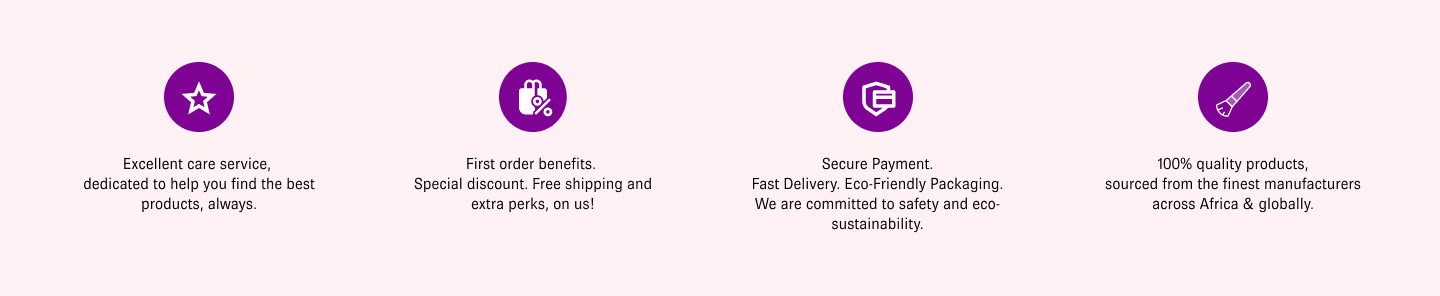 Excellent care service,
dedicated to help you find the best
products, always.
First order benefits.
Special discount. Free shipping and
extra perks, on us!
Secure Payment.
Fast Delivery. Eco-Friendly Packaging.
We are committed to safety and eco-
sustainability.
100% quality products,
sourced from the finest manufacturers
across Africa & globally.